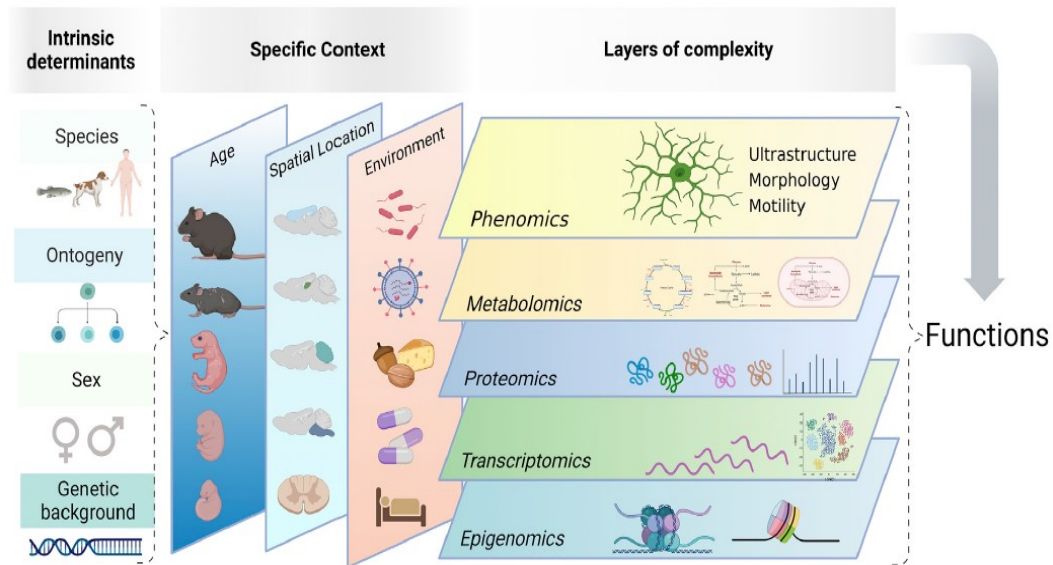 Intrinsic
determinants
Specific Context
Layers of complexity
Species
Ontogeny
Sex
Genetic
background
Age
Spatial Location
Environment
Ultrastructure
Morphology
Motility
Phenomics
Metabolomics
Proteomics
Transcriptomics
Epigenomics
Functions